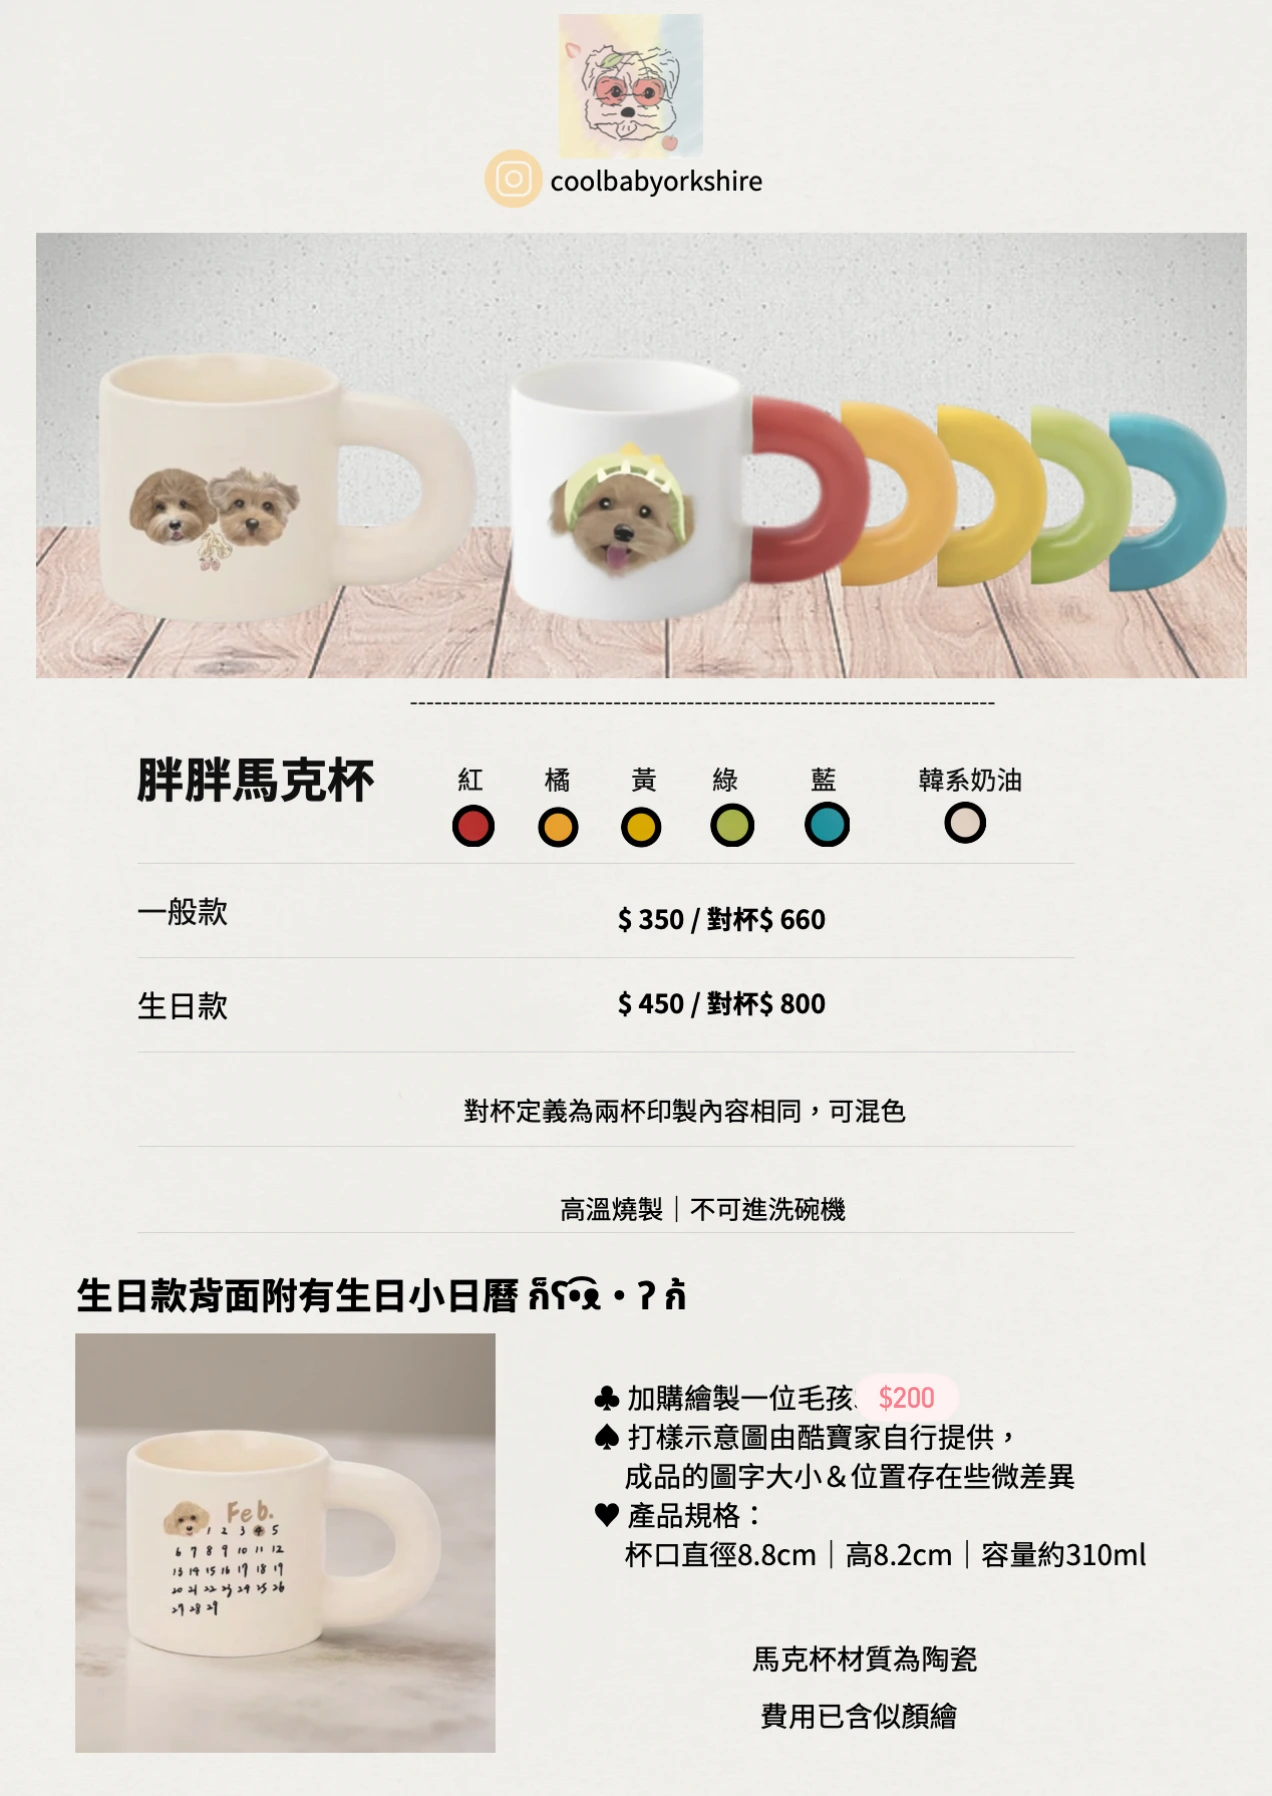 coolbabyorkshire
胖胖馬克杯
紅 橘 黃 綠 藍 韓系奶油
一般款 $ 350 / 對杯$ 660
生日款 $ 450 / 對杯$ 800
對杯定義為兩杯印製內容相同，可混色
高溫燒製｜不可進洗碗機
生日款背面附有生日小日曆
♣ 加購繪製一位毛孩 $200
♠ 打樣示意圖由酷寶家自行提供，
成品的圖字大小＆位置存在些微差異
♥ 產品規格：
杯口直徑8.8cm｜高8.2cm｜容量約310ml
Feb.
1 2 3 4 5
6 7 8 9 10 11 12
13 14 15 16 17 18 19
20 21 22 23 24 25 26
27 28 29
馬克杯材質為陶瓷
費用已含似顏繪